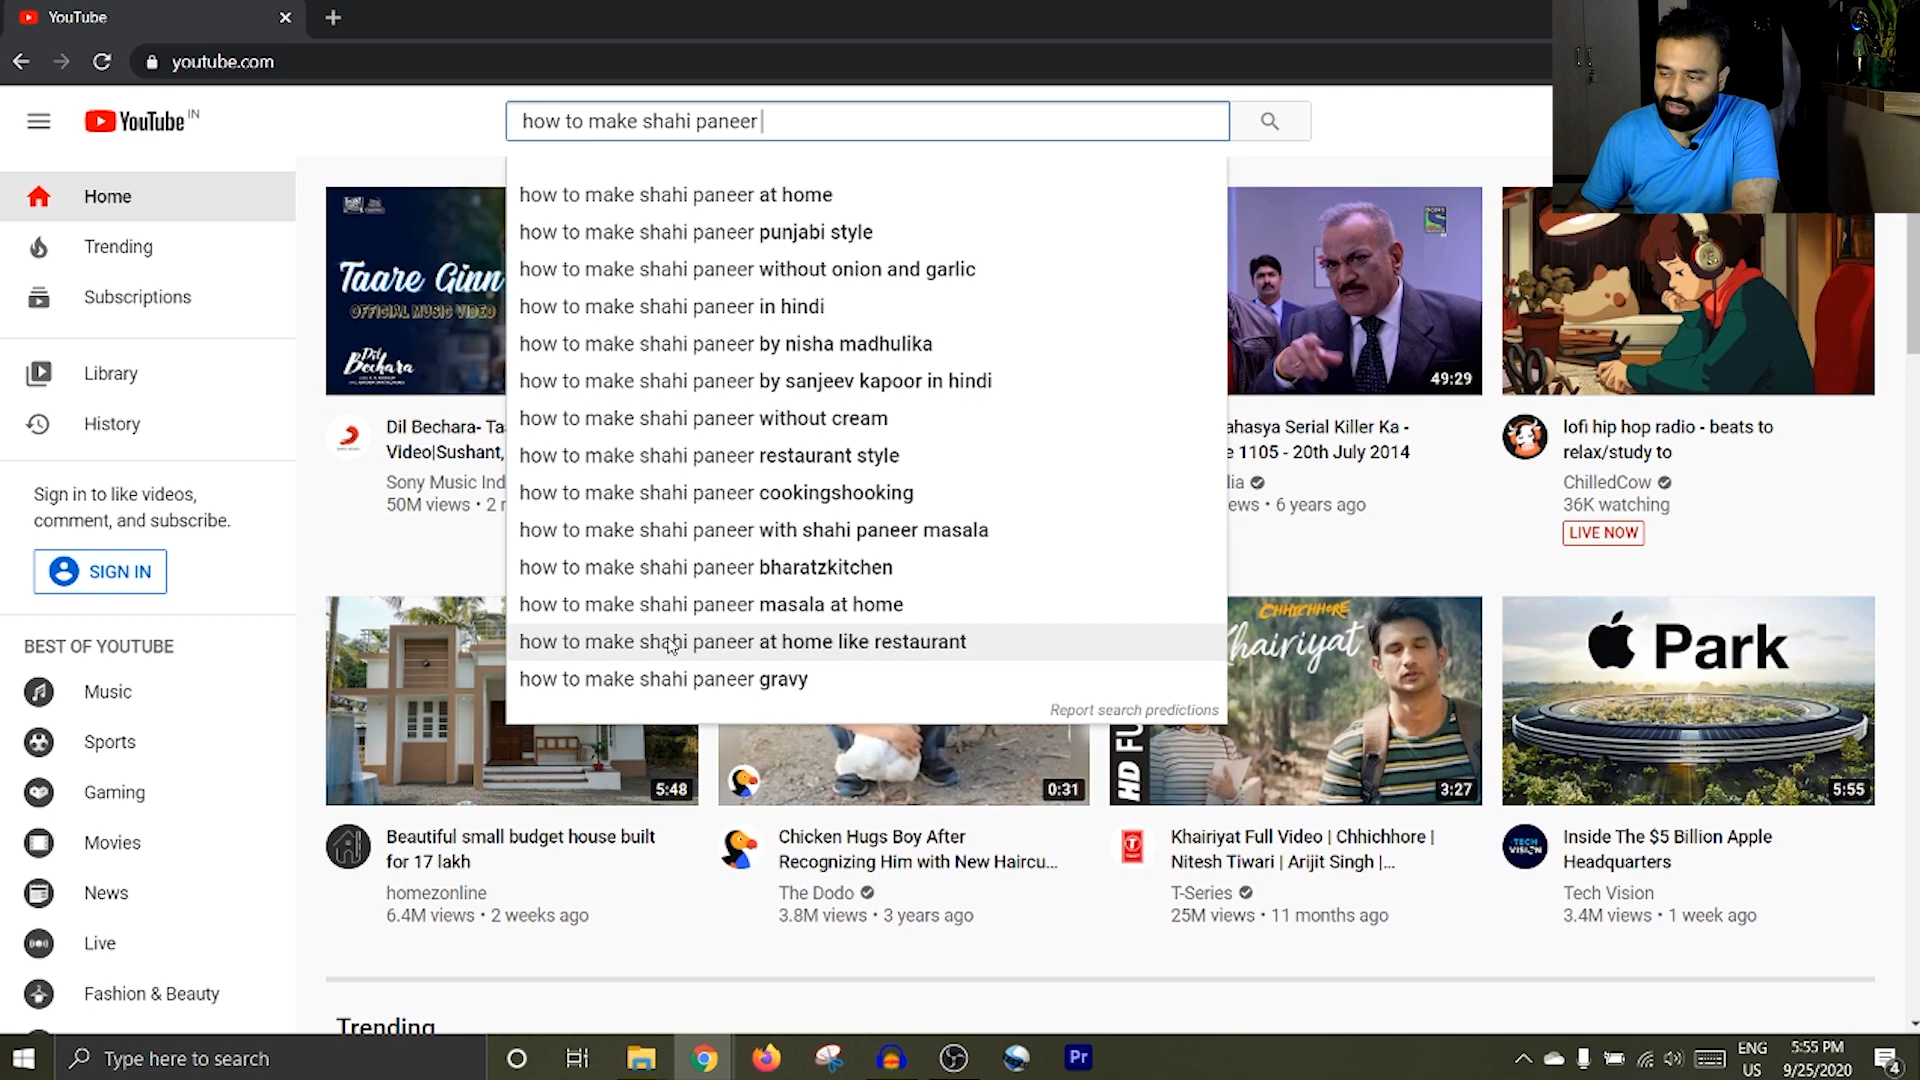 YouTube
youtube.com
YouTube IN
how to make shahi paneer
Home
Trending
Subscriptions
Library
History
Sign in to like videos,
comment, and subscribe.
SIGN IN
BEST OF YOUTUBE
Music
Sports
Gaming
Movies
News
Live
Fashion & Beauty
how to make shahi paneer at home
how to make shahi paneer punjabi style
how to make shahi paneer without onion and garlic
how to make shahi paneer in hindi
how to make shahi paneer by nisha madhulika
how to make shahi paneer by sanjeev kapoor in hindi
how to make shahi paneer without cream
how to make shahi paneer restaurant style
how to make shahi paneer cookingshooking
how to make shahi paneer with shahi paneer masala
how to make shahi paneer bharatzkitchen
how to make shahi paneer masala at home
how to make shahi paneer at home like restaurant
how to make shahi paneer gravy
Report search predictions
Taare Ginn
OFFICIAL MUSIC VIDEO
Dil
Bechara
Dil Bechara- Ta
Video|Sushant,
Sony Music Ind
50M views • 2
49:29
ahasya Serial Killer Ka -
1105 - 20th July 2014
6 years ago
lofi hip hop radio - beats to
relax/study to
ChilledCow
36K watching
LIVE NOW
5:48
Beautiful small budget house built
for 17 lakh
homezonline
6.4M views • 2 weeks ago
0:31
Chicken Hugs Boy After
Recognizing Him with New Haircu...
The Dodo
3.8M views • 3 years ago
CHHICHHORE
Khairiyat
HD FU
3:27
Khairiyat Full Video | Chhichhore |
Nitesh Tiwari | Arijit Singh |...
T-Series
25M views • 11 months ago
Park
5:55
TECH
VISION
Inside The $5 Billion Apple
Headquarters
Tech Vision
3.4M views • 1 week ago
Trending
Type here to search
Pr
ENG
US
5:55 PM
9/25/2020
4